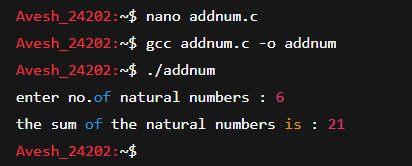 Avesh_24202:~$ nano addnum.c
Avesh_24202:~$ gcc addnum.c -o addnum
Avesh_24202:~$ ./addnum
enter no.of natural numbers : 6
the sum of the natural numbers is : 21
Avesh_24202:~$